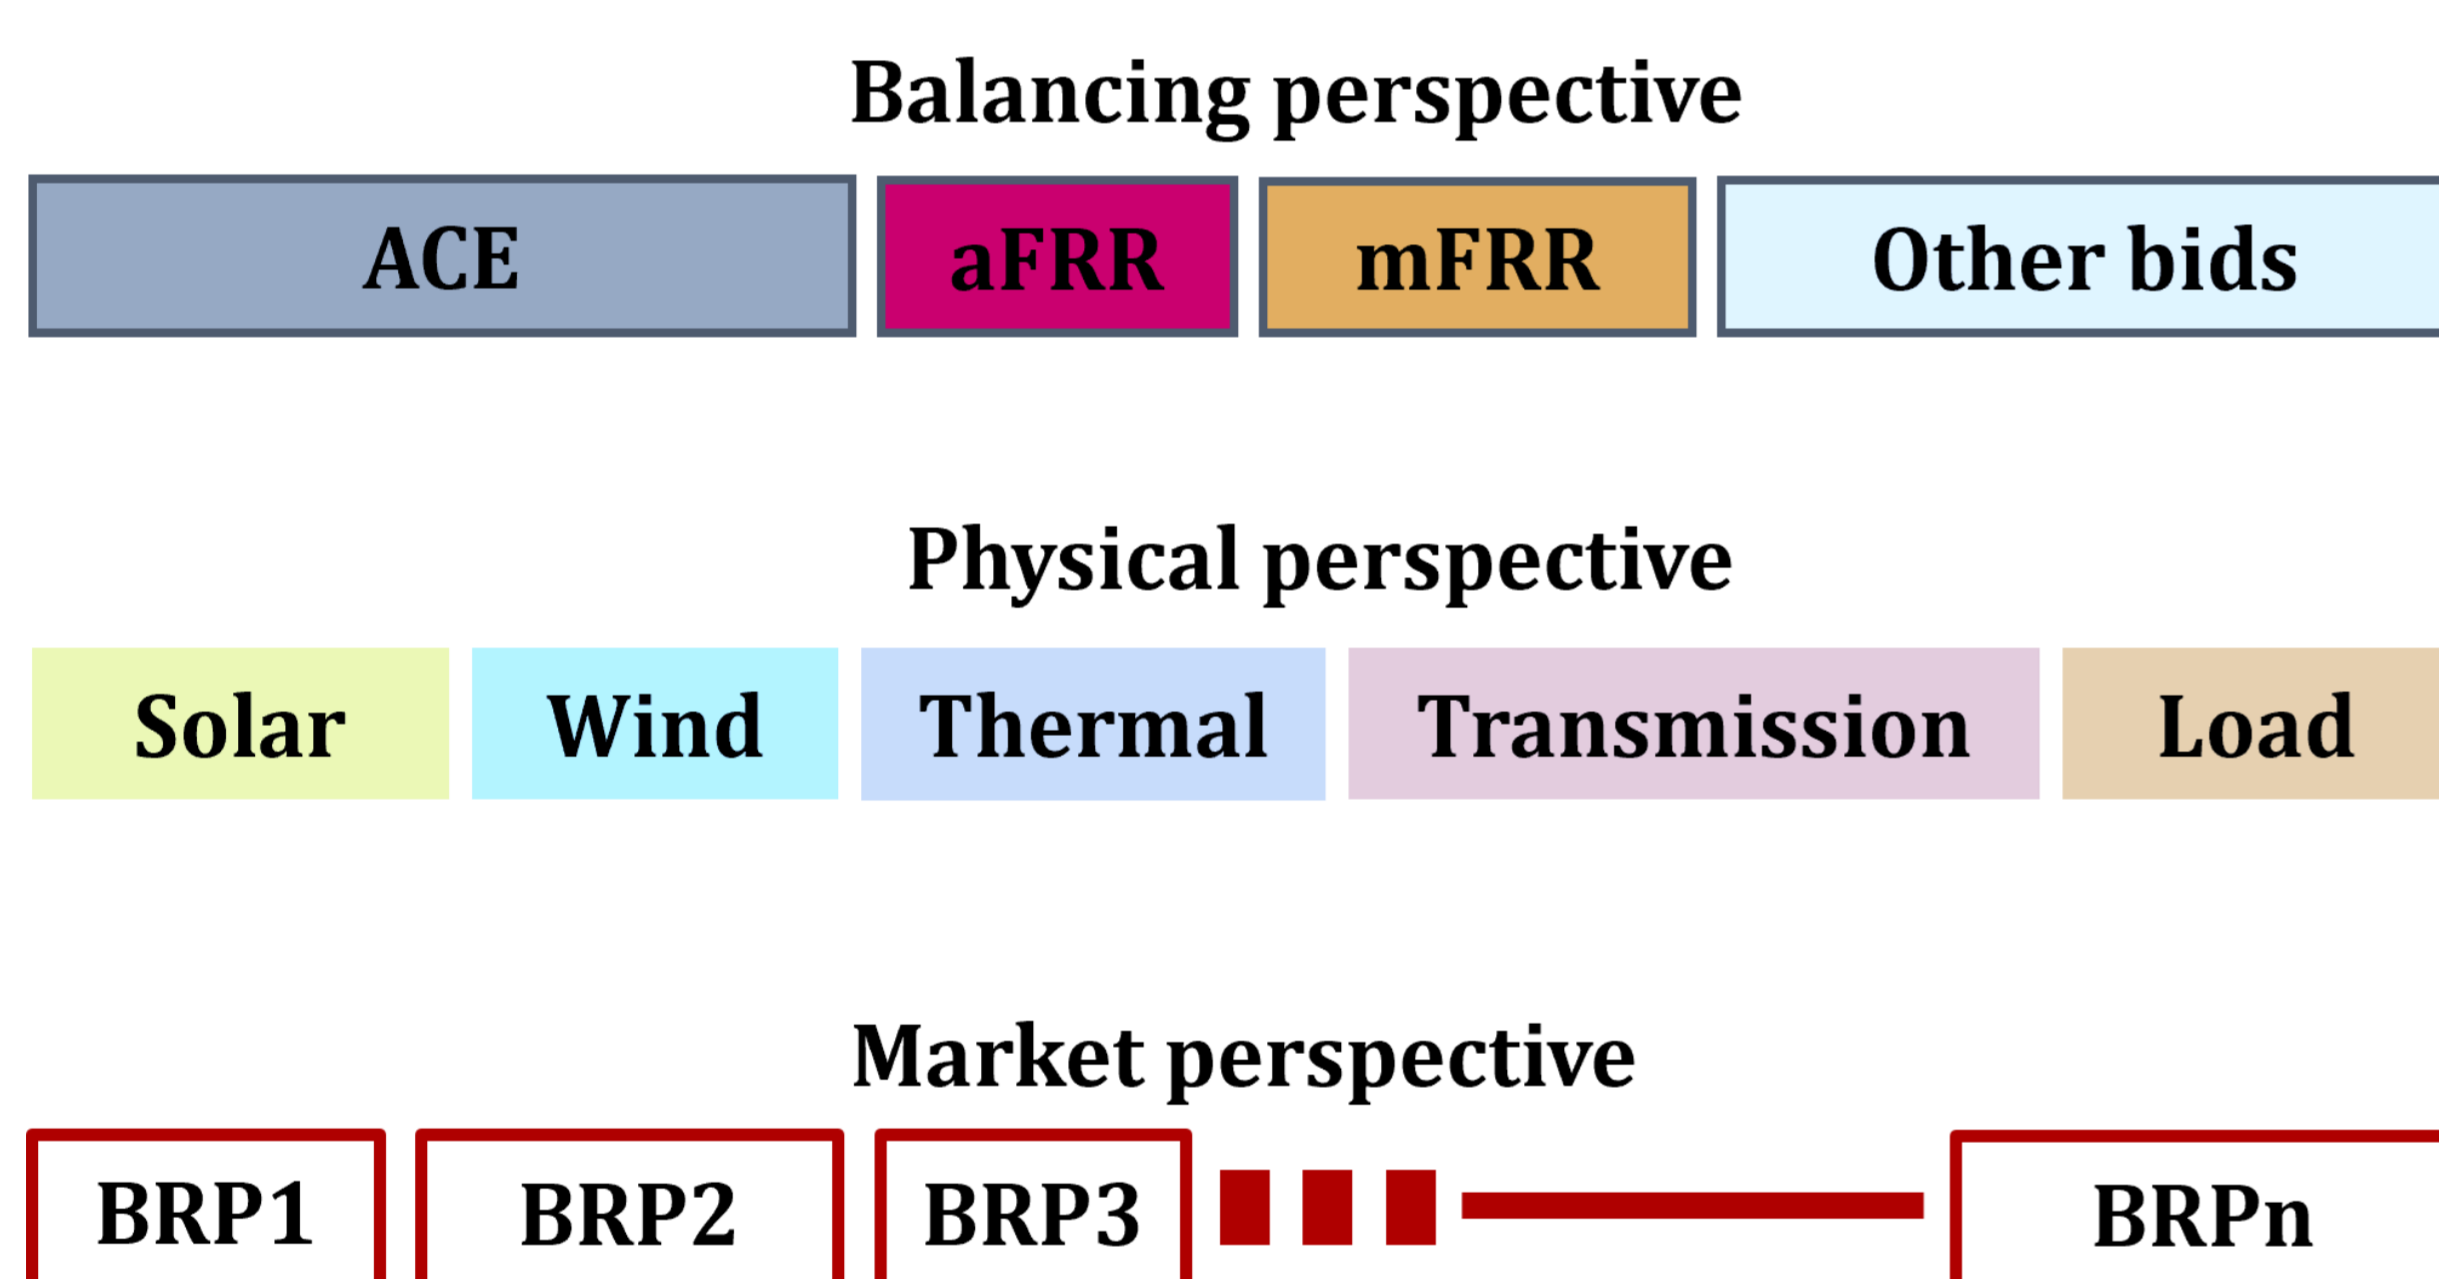 Balancing perspective
ACE aFRR mFRR Other bids
Physical perspective
Solar Wind Thermal Transmission Load
Market perspective
BRP1 BRP2 BRP3 BRPn